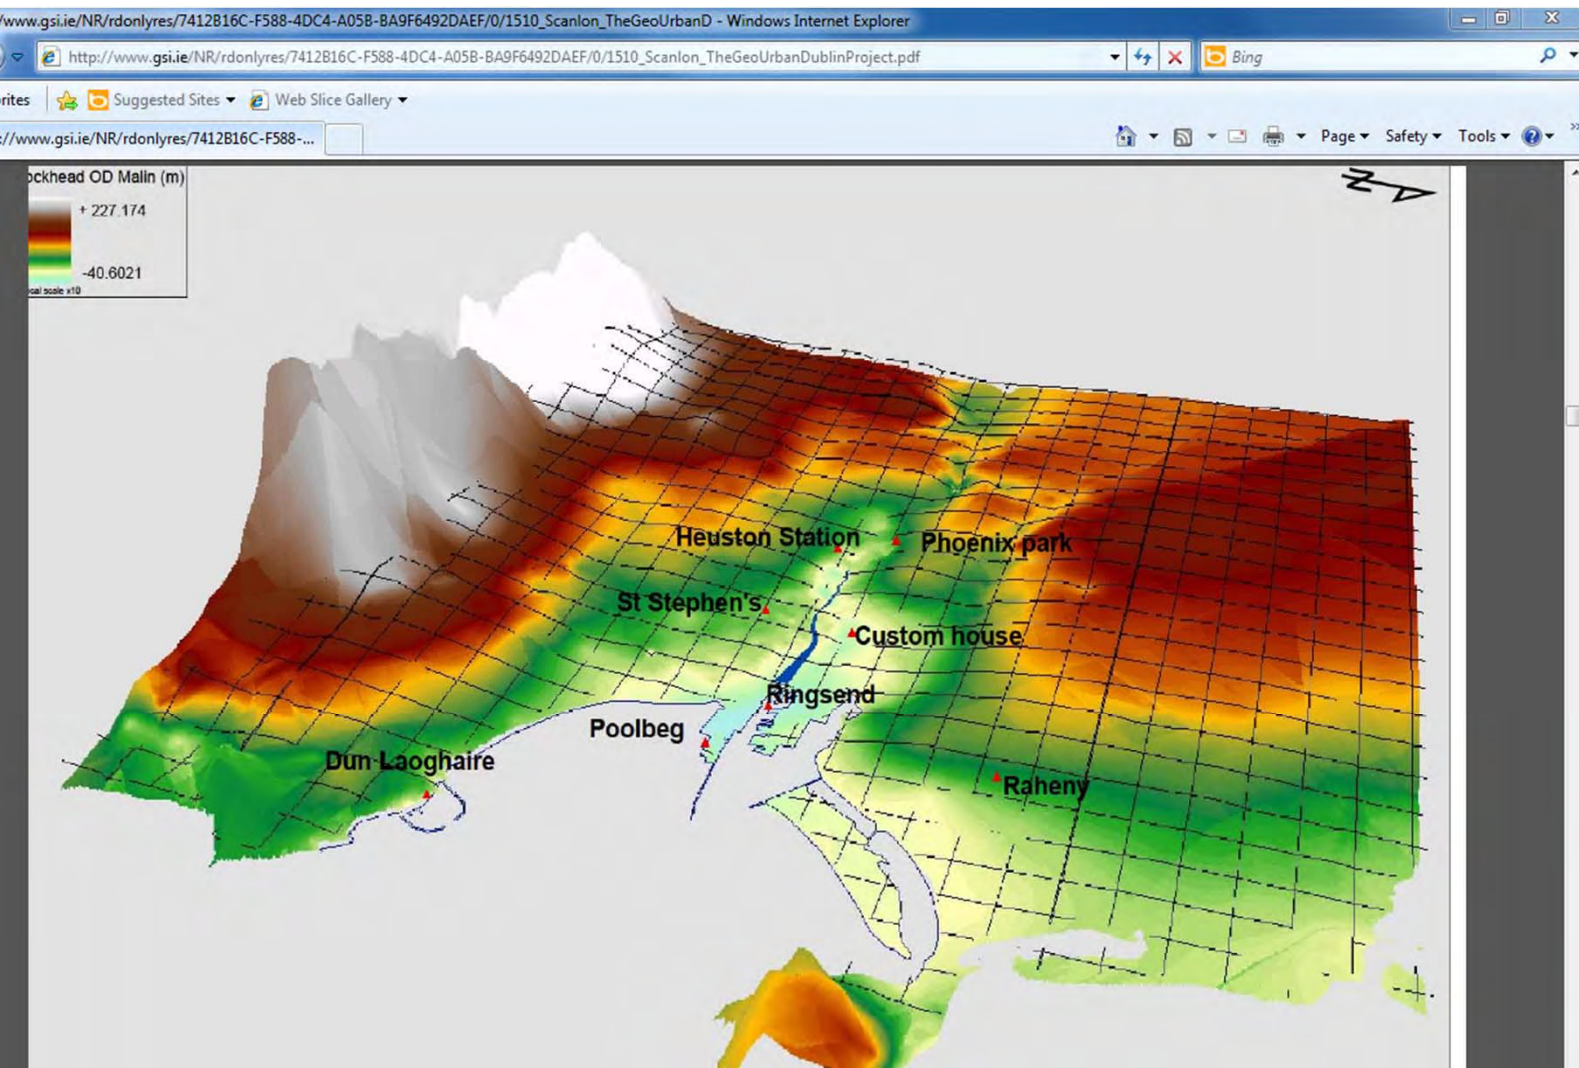 /www.gsi.ie/NR/rdonlyres/7412B16C-F588-4DC4-A05B-BA9F6492DAEF/0/1510_Scanlon_TheGeoUrbanD - Windows Internet Explorer
http://www.gsi.ie/NR/rdonlyres/7412B16C-F588-4DC4-A05B-BA9F6492DAEF/0/1510_Scanlon_TheGeoUrbanDublinProject.pdf
Bing
rites
Suggested Sites
Web Slice Gallery
://www.gsi.ie/NR/rdonlyres/7412B16C-F588-...
Page
Safety
Tools
ockhead OD Malin (m)
+ 227.174
-40.6021
cal scale x10
Z
Heuston Station
Phoenix park
St Stephen's
Custom house
Ringsend
Poolbeg
Dun Laoghaire
Raheny